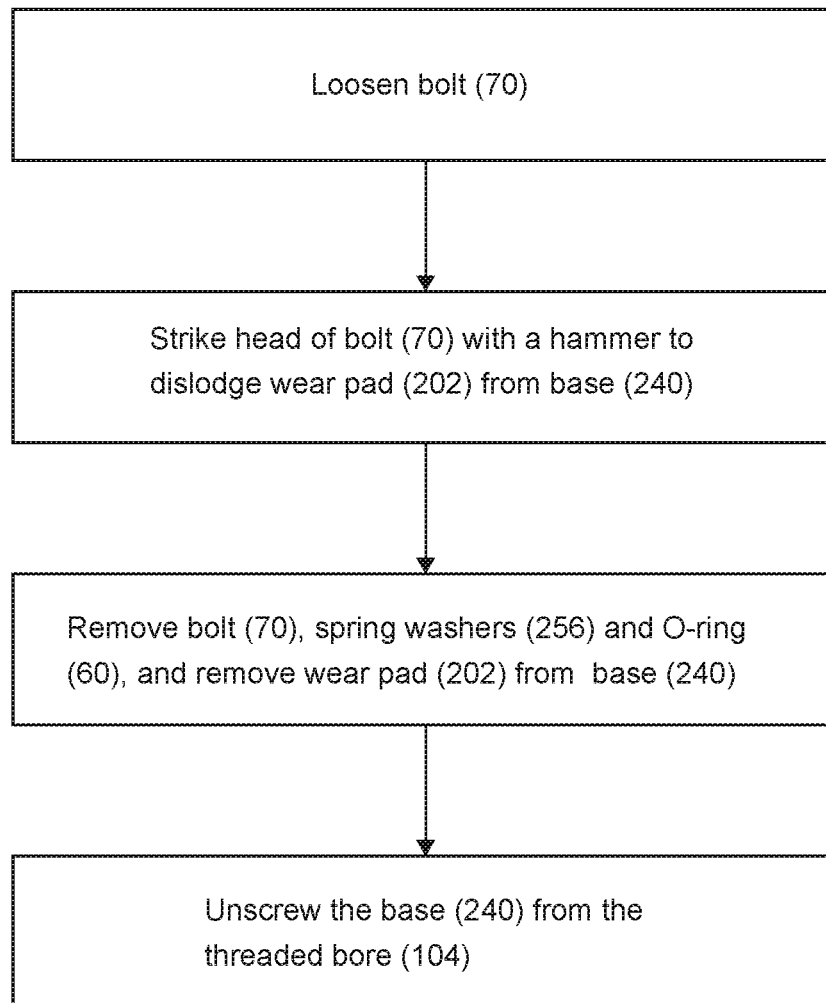 Loosen bolt (70)
Strike head of bolt (70) with a hammer to
dislodge wear pad (202) from base (240)
Remove bolt (70), spring washers (256) and O-ring
(60), and remove wear pad (202) from  base (240)
Unscrew the base (240) from the
threaded bore (104)